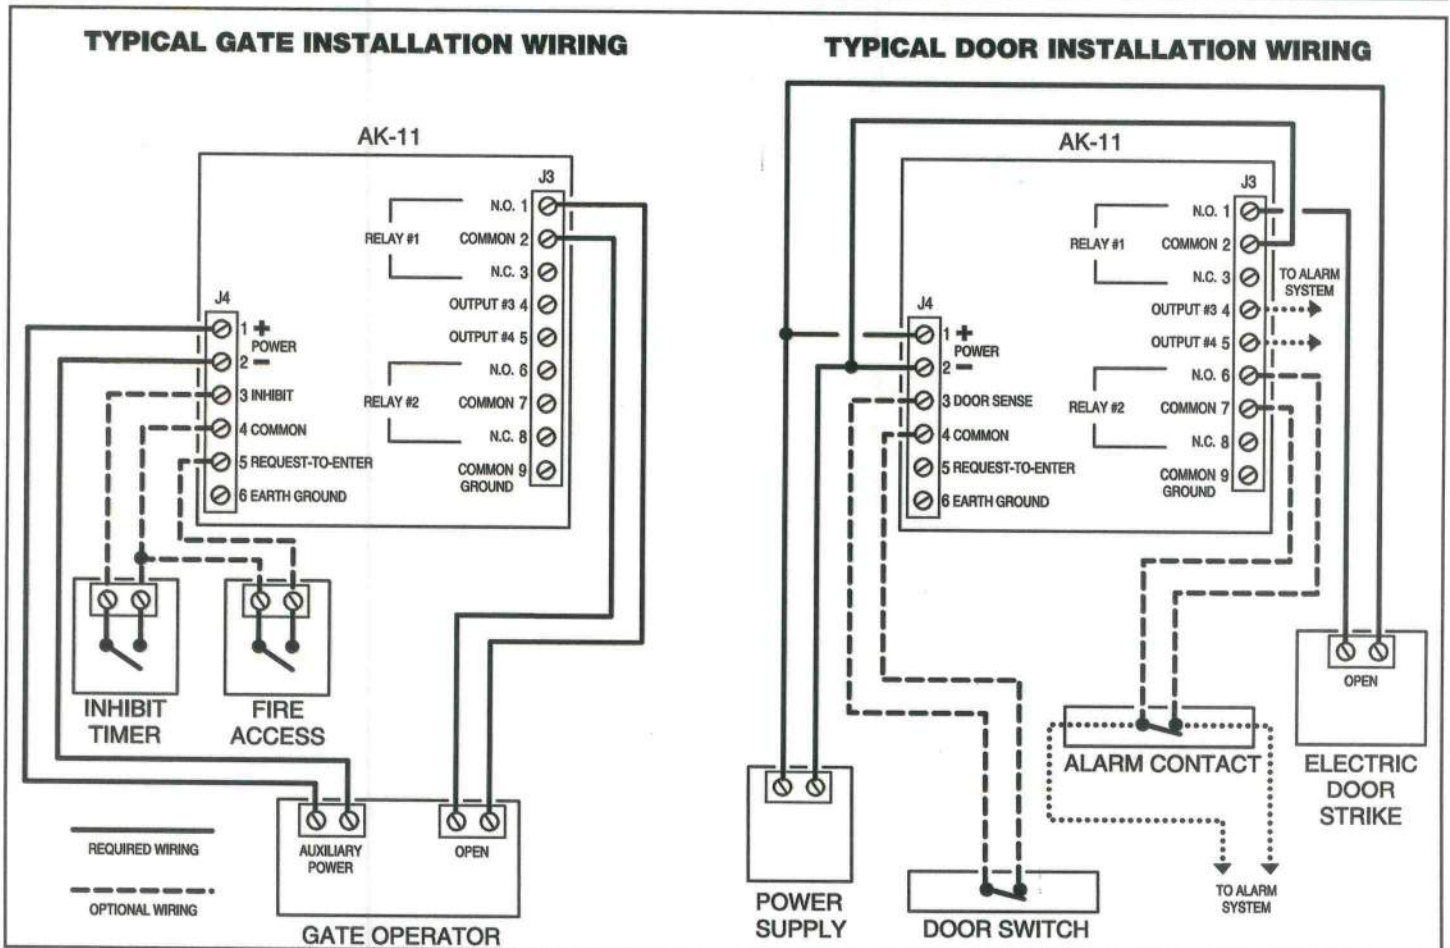 TYPICAL GATE INSTALLATION WIRING
AK-11
J3
N.O. 1
RELAY #1
COMMON 2
N.C. 3
OUTPUT #3 4
OUTPUT #4 5
N.O. 6
RELAY #2
COMMON 7
N.C. 8
COMMON 9
GROUND
J4
1 +
POWER
2 −
3 INHIBIT
4 COMMON
5 REQUEST-TO-ENTER
6 EARTH GROUND
INHIBIT
TIMER
FIRE
ACCESS
REQUIRED WIRING
OPTIONAL WIRING
AUXILIARY
POWER
OPEN
GATE OPERATOR
TYPICAL DOOR INSTALLATION WIRING
AK-11
J3
N.O. 1
RELAY #1
COMMON 2
N.C. 3
TO ALARM
SYSTEM
OUTPUT #3 4
OUTPUT #4 5
N.O. 6
RELAY #2
COMMON 7
N.C. 8
COMMON 9
GROUND
J4
1 +
POWER
2 −
3 DOOR SENSE
4 COMMON
5 REQUEST-TO-ENTER
6 EARTH GROUND
OPEN
ELECTRIC
DOOR
STRIKE
ALARM CONTACT
TO ALARM
SYSTEM
POWER
SUPPLY
DOOR SWITCH